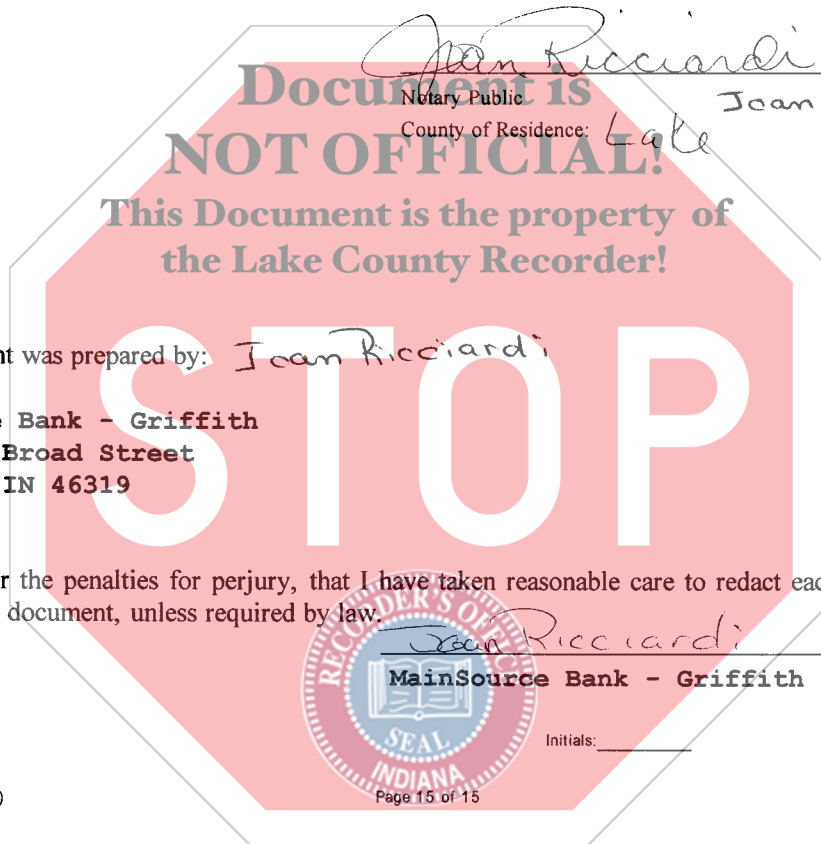 Joan Ricciardi
Document is
Notary Public
Joan
County of Residence: Lake
NOT OFFICIAL!
This Document is the property of
the Lake County Recorder!
STOP
nt was prepared by: Joan Ricciardi
e Bank - Griffith
Broad Street
IN 46319
r the penalties for perjury, that I have taken reasonable care to redact eac
document, unless required by law.
Joan Ricciardi
MainSource Bank - Griffith
RECORDER'S OFFICE
SEAL
INDIANA
Initials:
)
Page 15 of 15